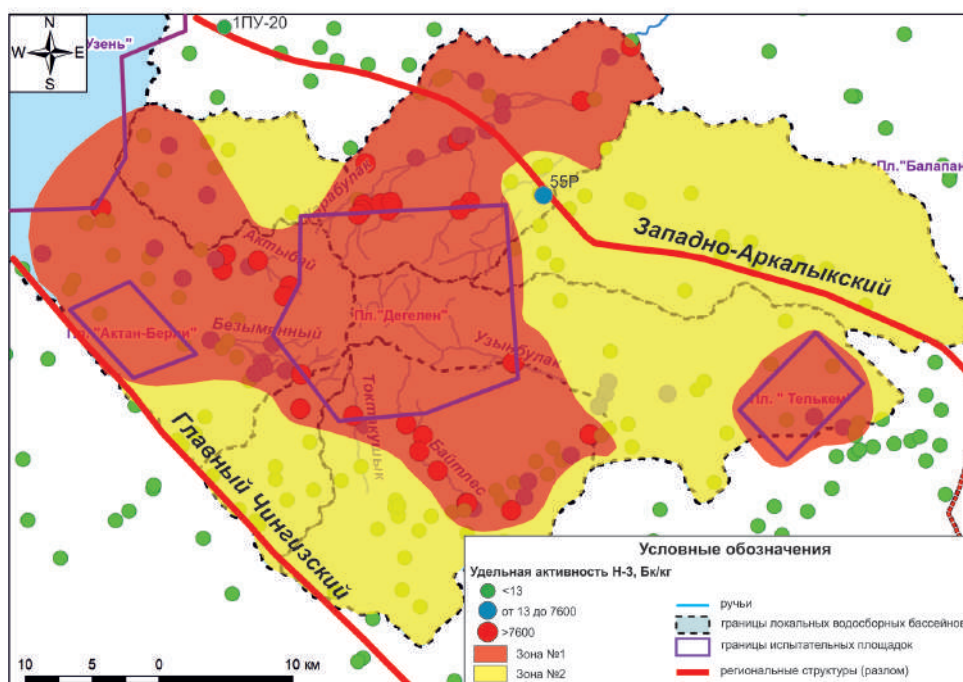 N
W E
S
Узень"
1ПУ-20
Пл."Балапан
55Р
Карабулак
Западно-Аркалыкский
Актыбай
Безымянный
Пл."Дегелен"
Узынбулак
Пл."Актан-Берли"
Пл. " Телькем"
Токтакушык
Байтлес
Главный Чингизский
Условные обозначения
Удельная активность Н-3, Бк/кг
<13
от 13 до 7600
>7600
Зона №1
Зона №2
ручьи
границы локальных водосборных бассейнов
границы испытательных площадок
региональные структуры (разлом)
10 5 0 10 км